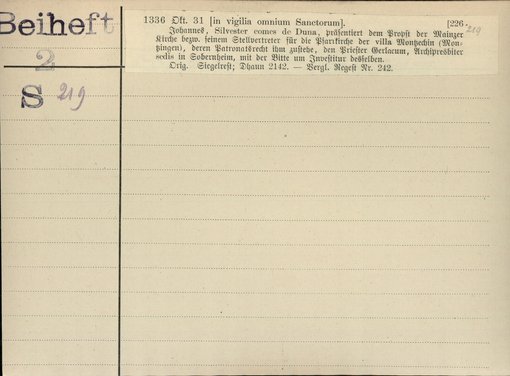 Beiheft
2
S 219
1336 Okt. 31 [in vigilia omnium Sanctorum]. [226.
219
Johannes, Silvester comes de Duna, präsentiert dem Propst der Mainzer
Kirche bezw. seinem Stellvertreter für die Pfarrkirche der villa Montzechin (Mon-
zingen), deren Patronatsrecht ihm zustehe, den Priester Gerlacum, Archipresbiter
sedis in Sobernheim, mit der Bitte um Investitur desselben.
Orig. Siegelrest; Dhaun 2142. — Vergl. Regest Nr. 242.